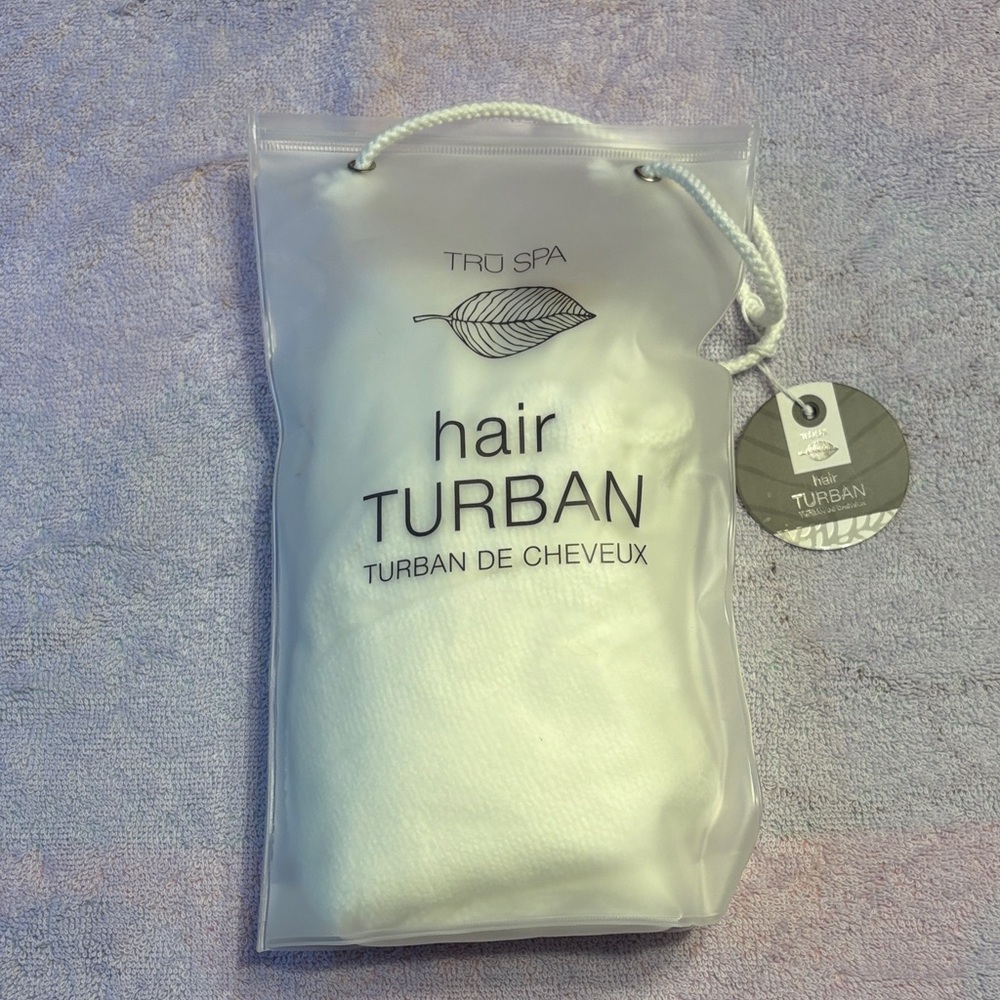 TRŪ SPA
hair
TURBAN
TURBAN DE CHEVEUX
hair
TURBAN